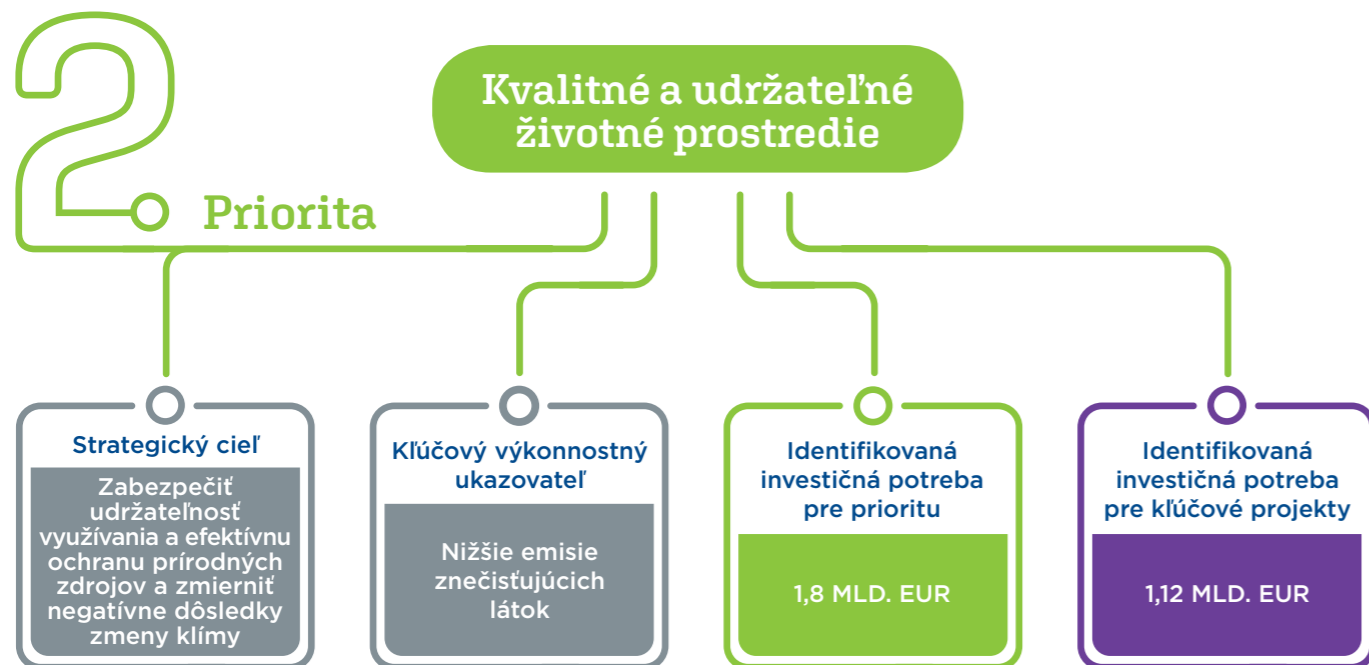 2.
Priorita
Kvalitné a udržateľné
životné prostredie
Strategický cieľ
Zabezpečiť
udržateľnosť
využívania a efektívnu
ochranu prírodných
zdrojov a zmierniť
negatívne dôsledky
zmeny klímy
Kľúčový výkonnostný
ukazovateľ
Nižšie emisie
znečisťujúcich
látok
Identifikovaná
investičná potreba
pre prioritu
1,8 MLD. EUR
Identifikovaná
investičná potreba
pre kľúčové projekty
1,12 MLD. EUR